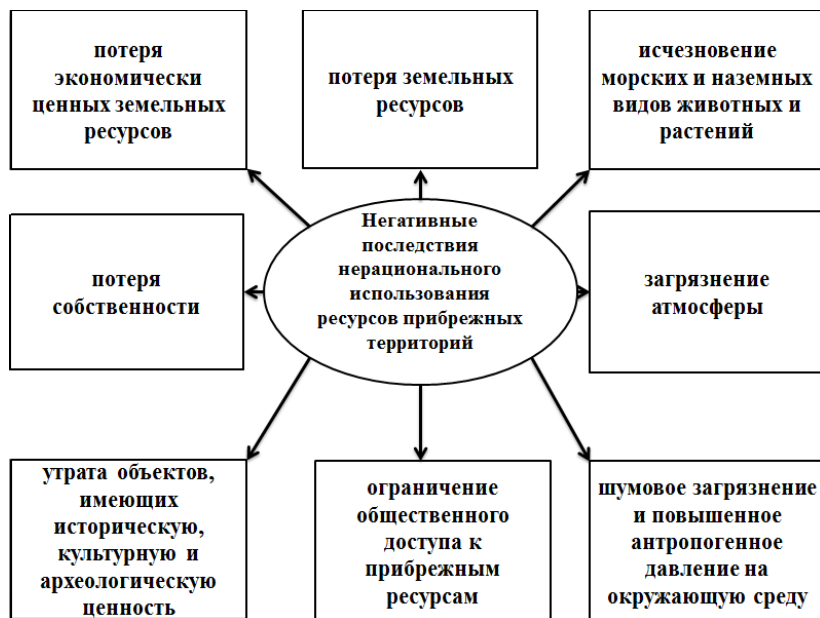 потеря
экономически
ценных земельных
ресурсов
потеря земельных
ресурсов
исчезновение
морских и наземных
видов животных и
растений
Негативные
последствия
нерационального
использования
ресурсов прибрежных
территорий
потеря
собственности
загрязнение
атмосферы
утрата объектов,
имеющих
историческую,
культурную и
археологическую
ценность
ограничение
общественного
доступа к
прибрежным
ресурсам
шумовое загрязнение
и повышенное
антропогенное
давление на
окружающую среду